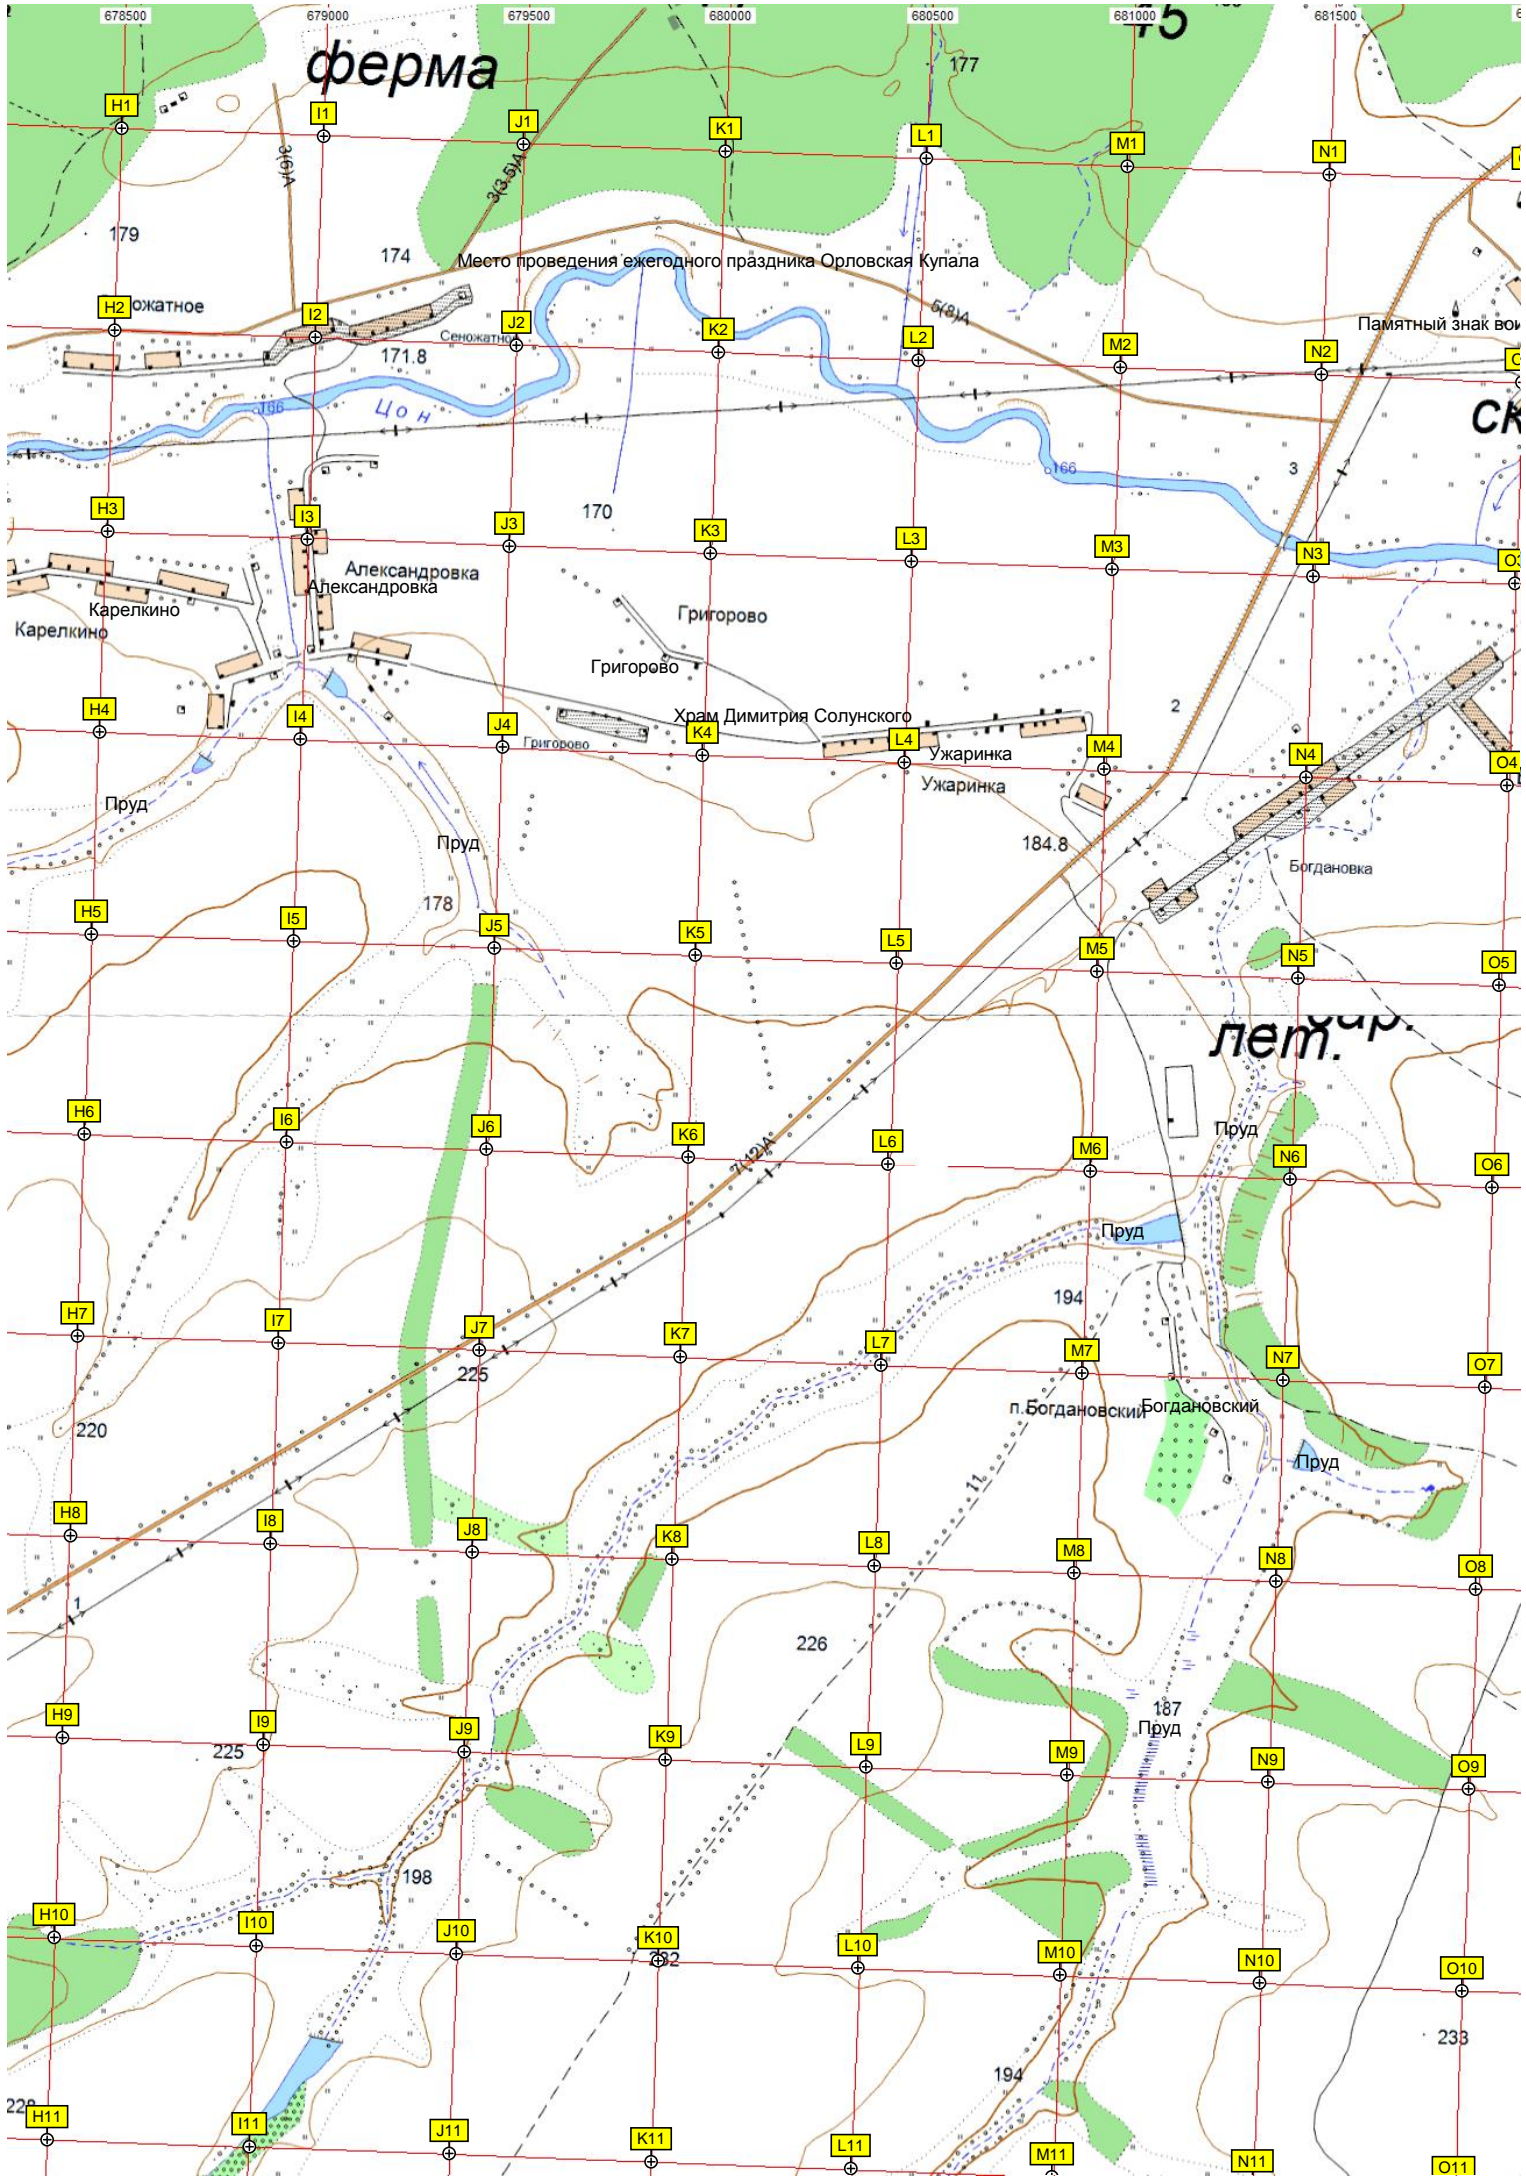 678500 679000 679500 680000 680500 681000 681500
ферма
45
177
H1 I1 J1 K1 L1 M1 N1
3(6)А
3(3.5)А
179
174
Место проведения ежегодного праздника Орловская Купала
5(8)А
H2 I2 J2 K2 L2 M2 N2
Сеножатное
171.8
Памятный знак вои
166
Цон
ск
166
3
170
H3 I3 J3 K3 L3 M3 N3 O3
Александровка
Александровка
Карелкино
Карелкино
Григорово
Григорово
2
Храм Димитрия Солунского
H4 I4 J4 K4 L4 M4 N4 O4
Григорово
Ужаринка
Ужаринка
Пруд
Пруд
184.8
Богдановка
178
H5 I5 J5 K5 L5 M5 N5 O5
лет.
H6 I6 J6 K6 L6 M6 N6 O6
Пруд
7(12)А
Пруд
194
H7 I7 J7 K7 L7 M7 N7 O7
225
п.Богдановский
Богдановский
220
Пруд
11
H8 I8 J8 K8 L8 M8 N8 O8
1
226
187
Пруд
H9 I9 J9 K9 L9 M9 N9 O9
225
198
H10 I10 J10 K10 L10 M10 N10 O10
233
194
H11 I11 J11 K11 L11 M11 N11 O11